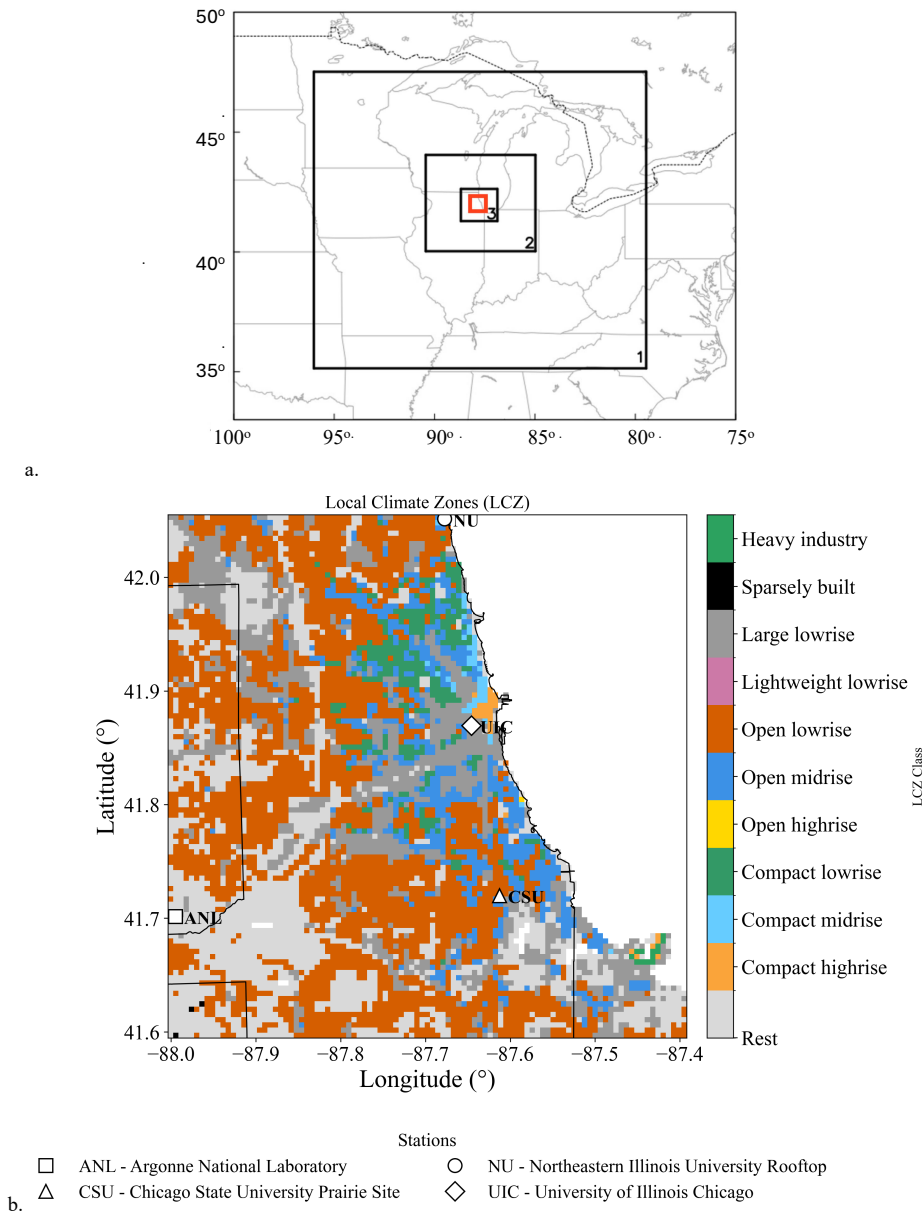 50°
45°
40°
35°
3
2
1
100° 95° 90° 85° 80° 75°
a.
Local Climate Zones (LCZ)
NU
UIC
CSU
ANL
42.0
41.9
41.8
41.7
41.6
Latitude (°)
−88.0 −87.9 −87.8 −87.7 −87.6 −87.5 −87.4
Longitude (°)
Heavy industry
Sparsely built
Large lowrise
Lightweight lowrise
Open lowrise
Open midrise
Open highrise
Compact lowrise
Compact midrise
Compact highrise
Rest
LCZ Class
Stations
ANL - Argonne National Laboratory NU - Northeastern Illinois University Rooftop
CSU - Chicago State University Prairie Site UIC - University of Illinois Chicago
b.